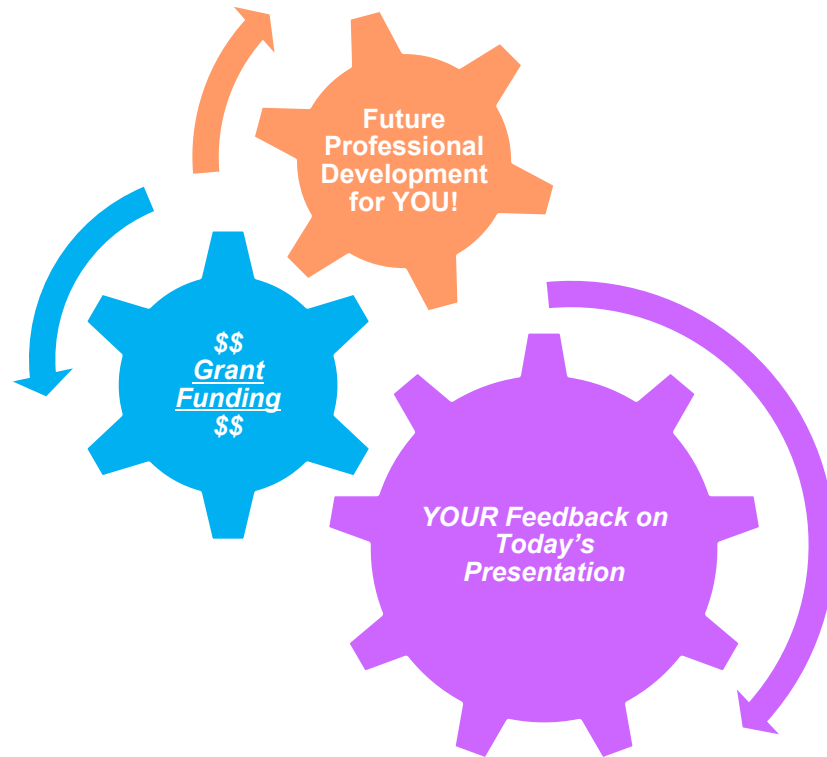 Future
Professional
Development
for YOU!
$$
Grant
Funding
$$
YOUR Feedback on
Today’s
Presentation